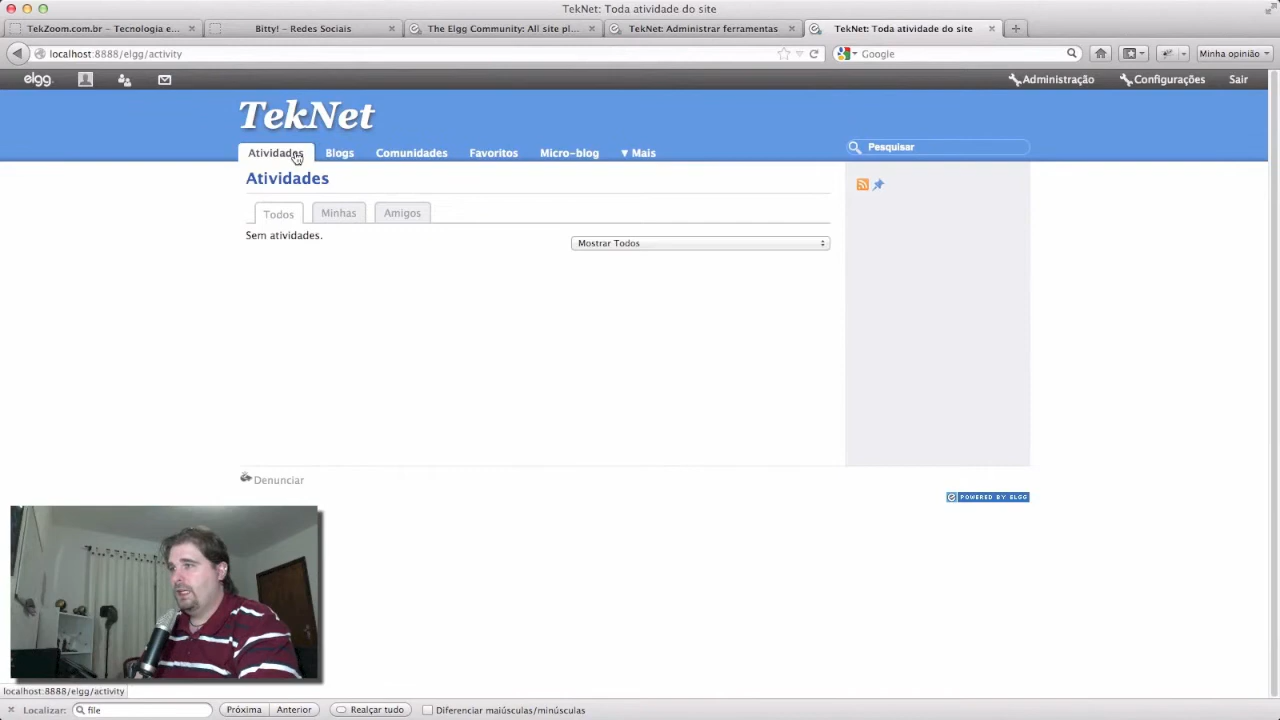 TekNet: Toda atividade do site
TekZoom.com.br – Tecnologia e...
Bitty! – Redes Sociais
The Elgg Community: All site pl...
TekNet: Administrar ferramentas
TekNet: Toda atividade do site
localhost:8888/elgg/activity
Google
Minha opinião
elgg.
Administração
Configurações
Sair
TekNet
Atividades
Blogs
Comunidades
Favoritos
Micro-blog
▼ Mais
Pesquisar
Atividades
Todos
Minhas
Amigos
Sem atividades.
Mostrar Todos
Denunciar
POWERED BY ELGG
localhost:8888/elgg/activity
Localizar:
file
Próxima
Anterior
Realçar tudo
Diferenciar maiúsculas/minúsculas